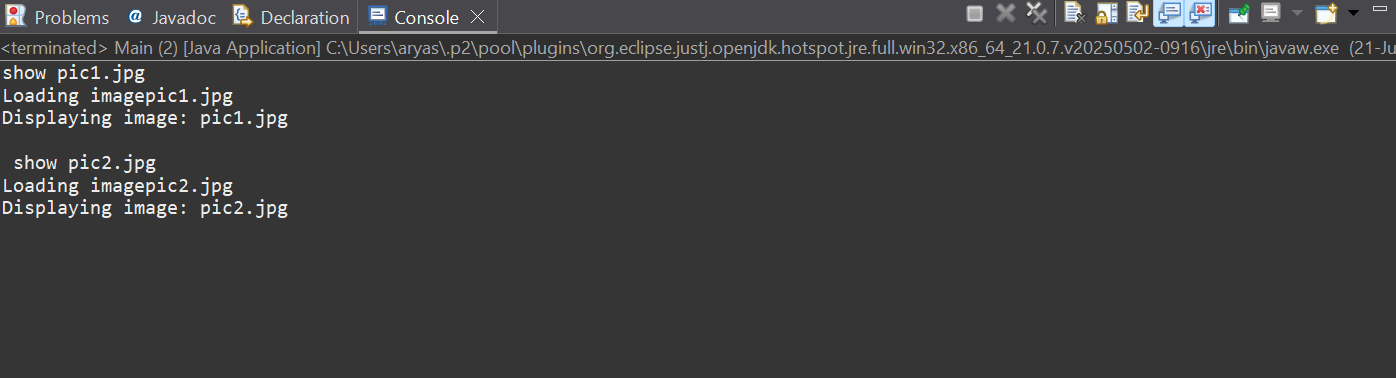 Problems @ Javadoc Declaration Console
<terminated> Main (2) [Java Application] C:\Users\aryas\.p2\pool\plugins\org.eclipse.justj.openjdk.hotspot.jre.full.win32.x86_64_21.0.7.v20250502-0916\jre\bin\javaw.exe (21-Ju
show pic1.jpg
Loading imagepic1.jpg
Displaying image: pic1.jpg
show pic2.jpg
Loading imagepic2.jpg
Displaying image: pic2.jpg